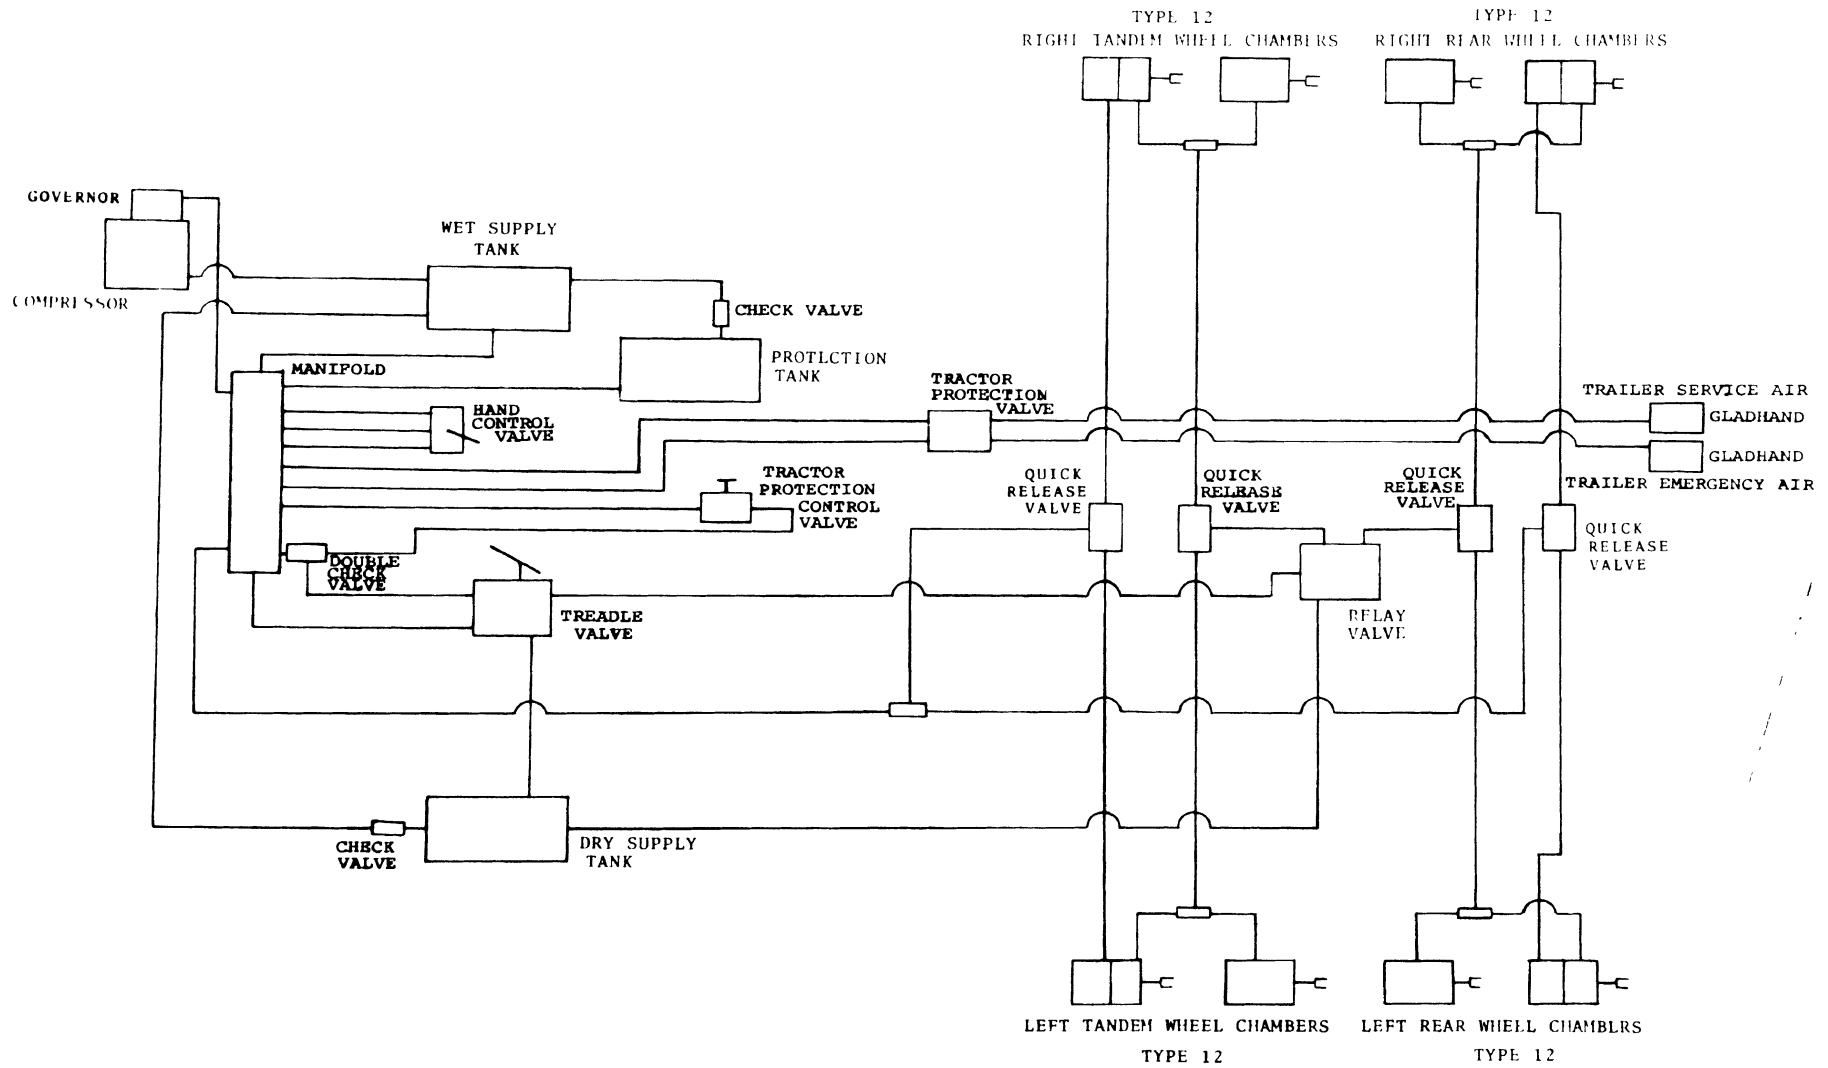 TYPE 12
RIGHT TANDEM WHEEL CHAMBERS
TYPE 12
RIGHT REAR WHEEL CHAMBERS
GOVERNOR
COMPRESSOR
WET SUPPLY
TANK
CHECK VALVE
PROTECTION
TANK
MANIFOLD
HAND
CONTROL
VALVE
TRACTOR
PROTECTION
VALVE
TRAILER SERVICE AIR
GLADHAND
GLADHAND
TRAILER EMERGENCY AIR
TRACTOR
PROTECTION
CONTROL
VALVE
QUICK
RELEASE
VALVE
QUICK
RELEASE
VALVE
QUICK
RELEASE
VALVE
QUICK
RELEASE
VALVE
DOUBLE
CHECK
VALVE
TREADLE
VALVE
RELAY
VALVE
CHECK
VALVE
DRY SUPPLY
TANK
LEFT TANDEM WHEEL CHAMBERS
TYPE 12
LEFT REAR WHEEL CHAMBERS
TYPE 12